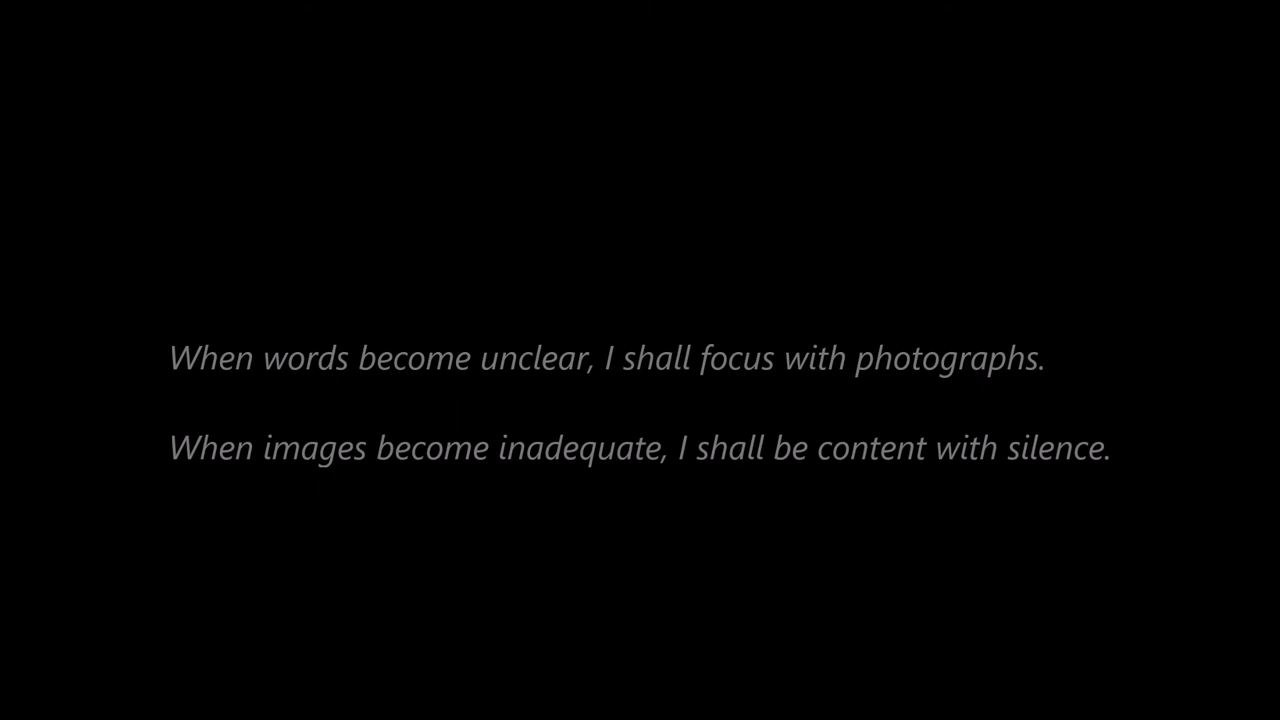 When words become unclear, I shall focus with photographs.
When images become inadequate, I shall be content with silence.